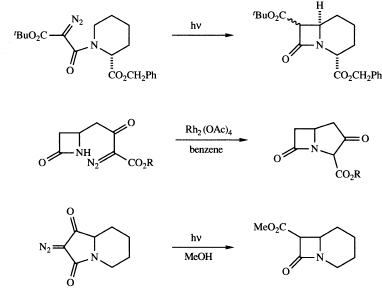 N₂
ᵗBuO₂C
N
O
CO₂CH₂Ph
hν
ᵗBuO₂C
H
O
N
CO₂CH₂Ph
O
NH
O
N₂
CO₂R
Rh₂(OAc)₄
benzene
O
N
O
CO₂R
O
N₂
N
O
hν
MeOH
MeO₂C
N
O